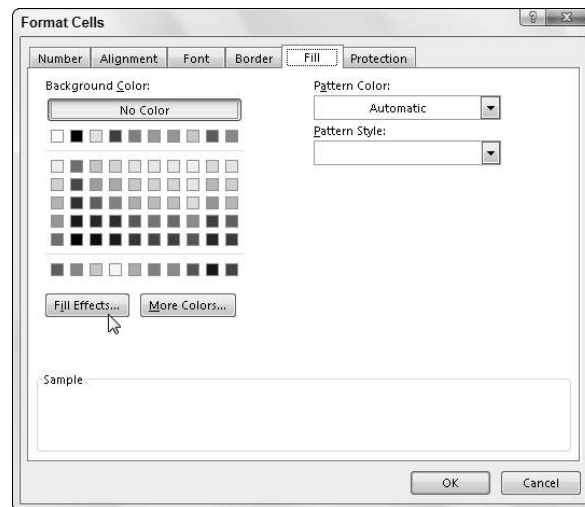 Format Cells
Number Alignment Font Border Fill Protection
Background Color:
No Color
Fill Effects...
More Colors...
Pattern Color:
Automatic
Pattern Style:
Sample
OK
Cancel